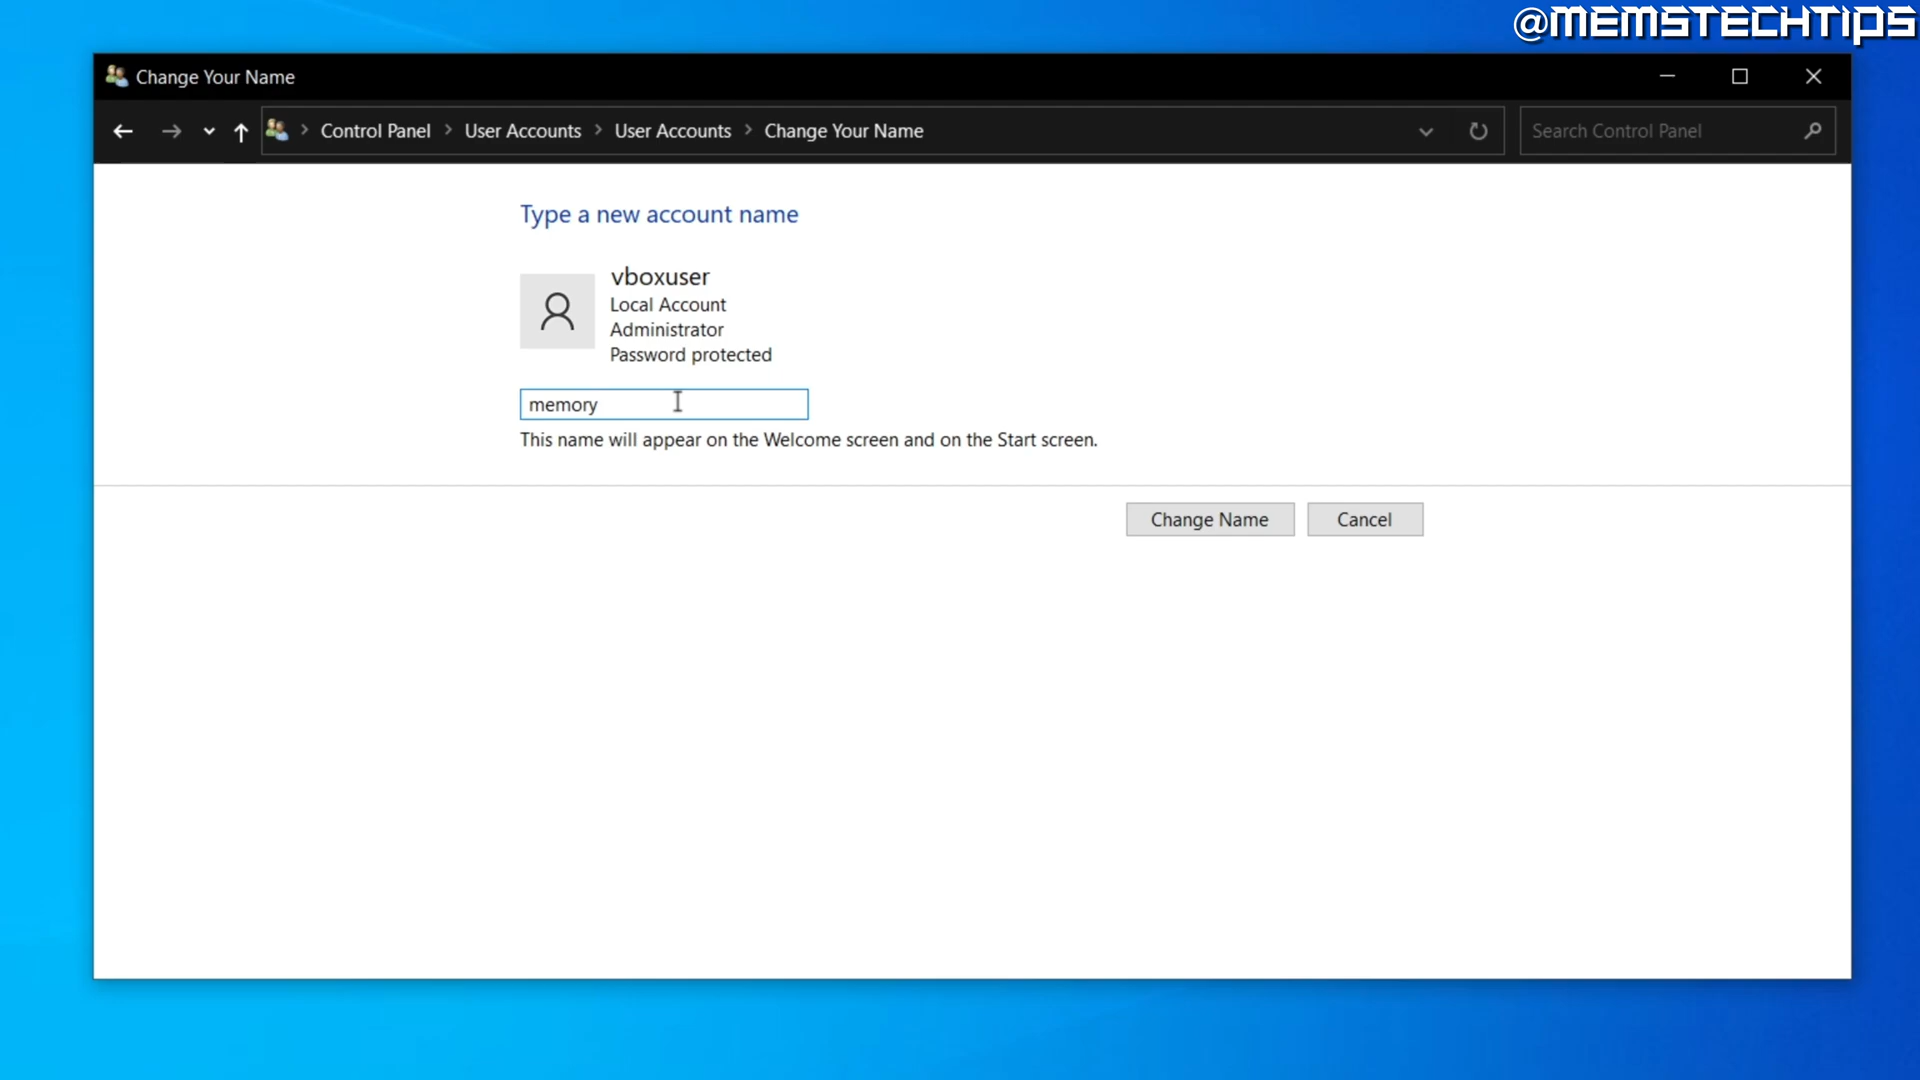 @MEMSTECHTIPS
Change Your Name
Control Panel User Accounts User Accounts Change Your Name
Search Control Panel
Type a new account name
vboxuser
Local Account
Administrator
Password protected
memory
This name will appear on the Welcome screen and on the Start screen.
Change Name Cancel